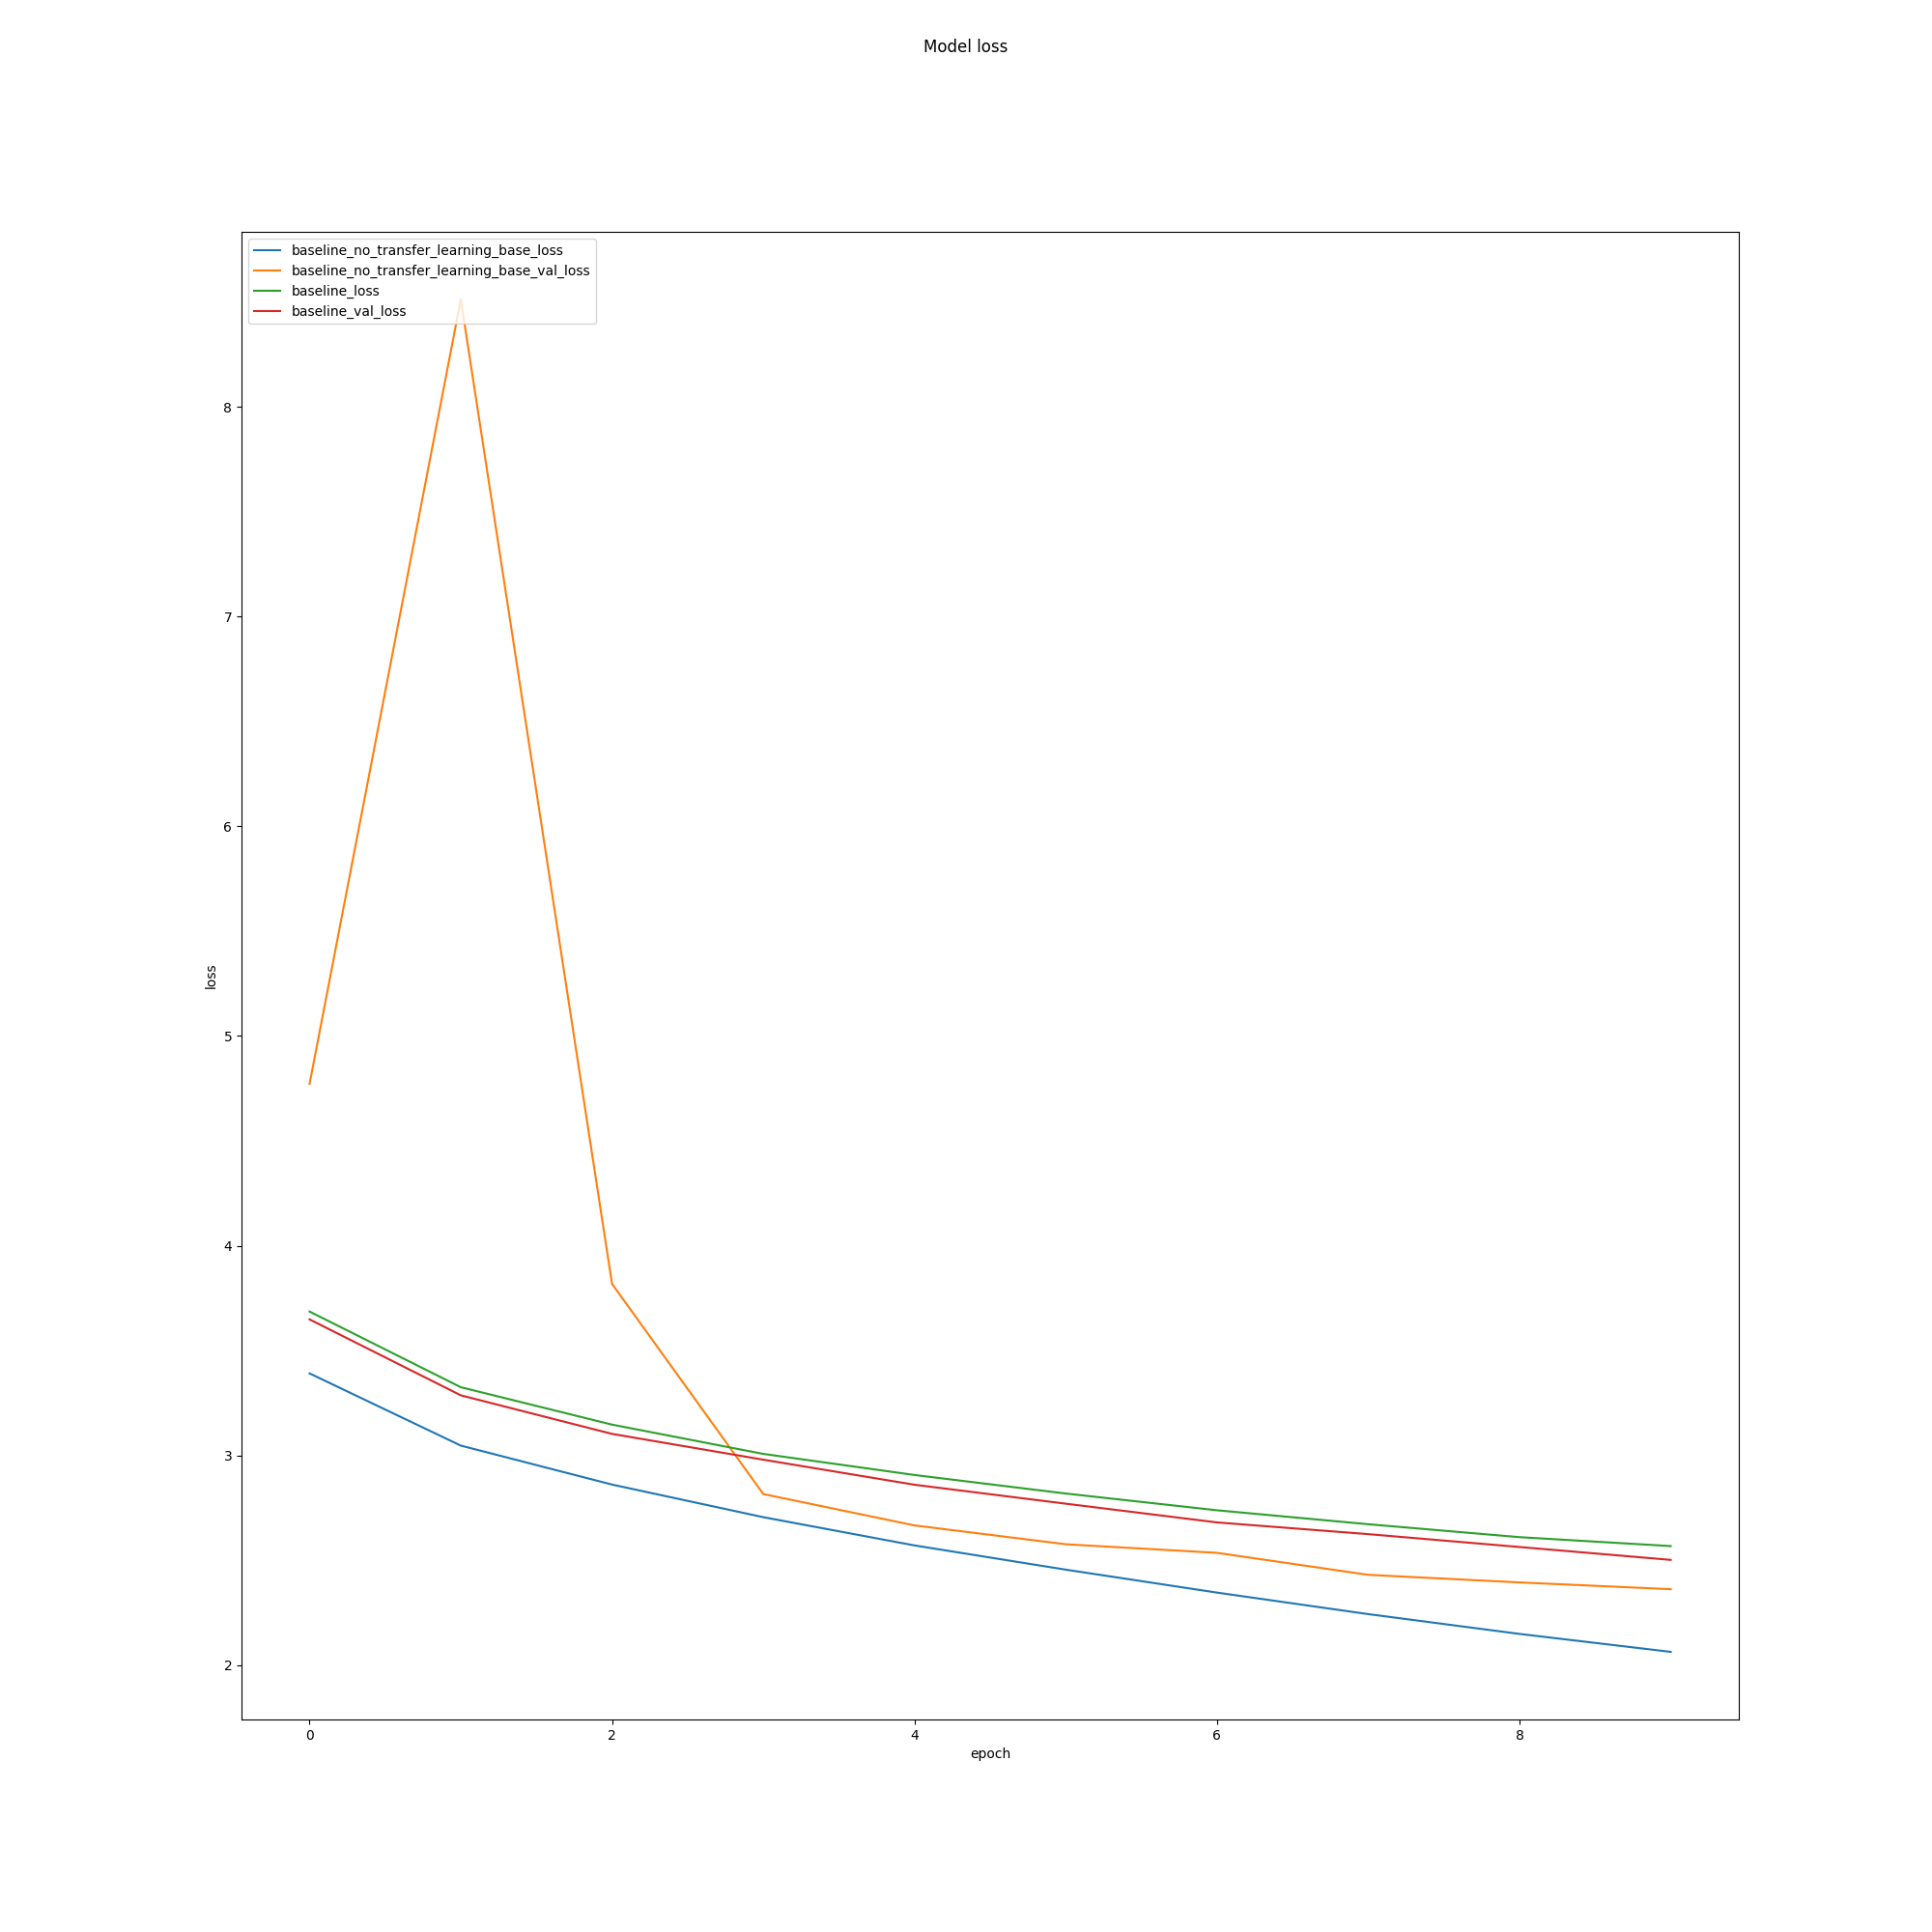 Model loss
baseline_no_transfer_learning_base_loss
baseline_no_transfer_learning_base_val_loss
baseline_loss
baseline_val_loss
8
7
6
5
4
3
2
loss
0 2 4 6 8
epoch